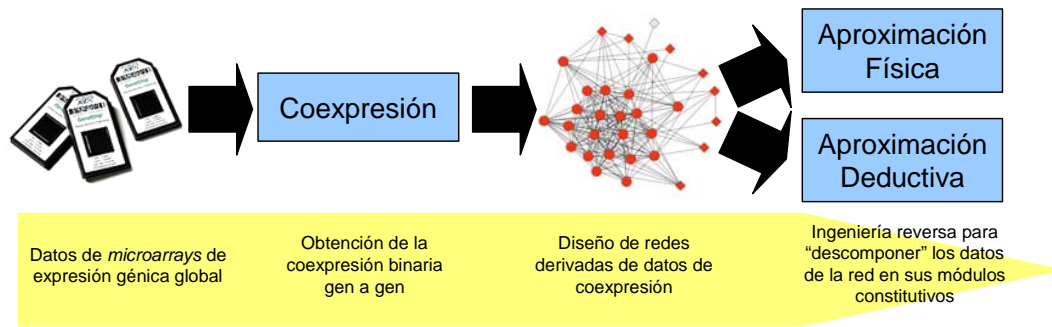 GeneChip
Coexpresión
Aproximación
Física
Aproximación
Deductiva
Datos de microarrays de
expresión génica global
Obtención de la
coexpresión binaria
gen a gen
Diseño de redes
derivadas de datos de
coexpresión
Ingeniería reversa para
“descomponer” los datos
de la red en sus módulos
constitutivos